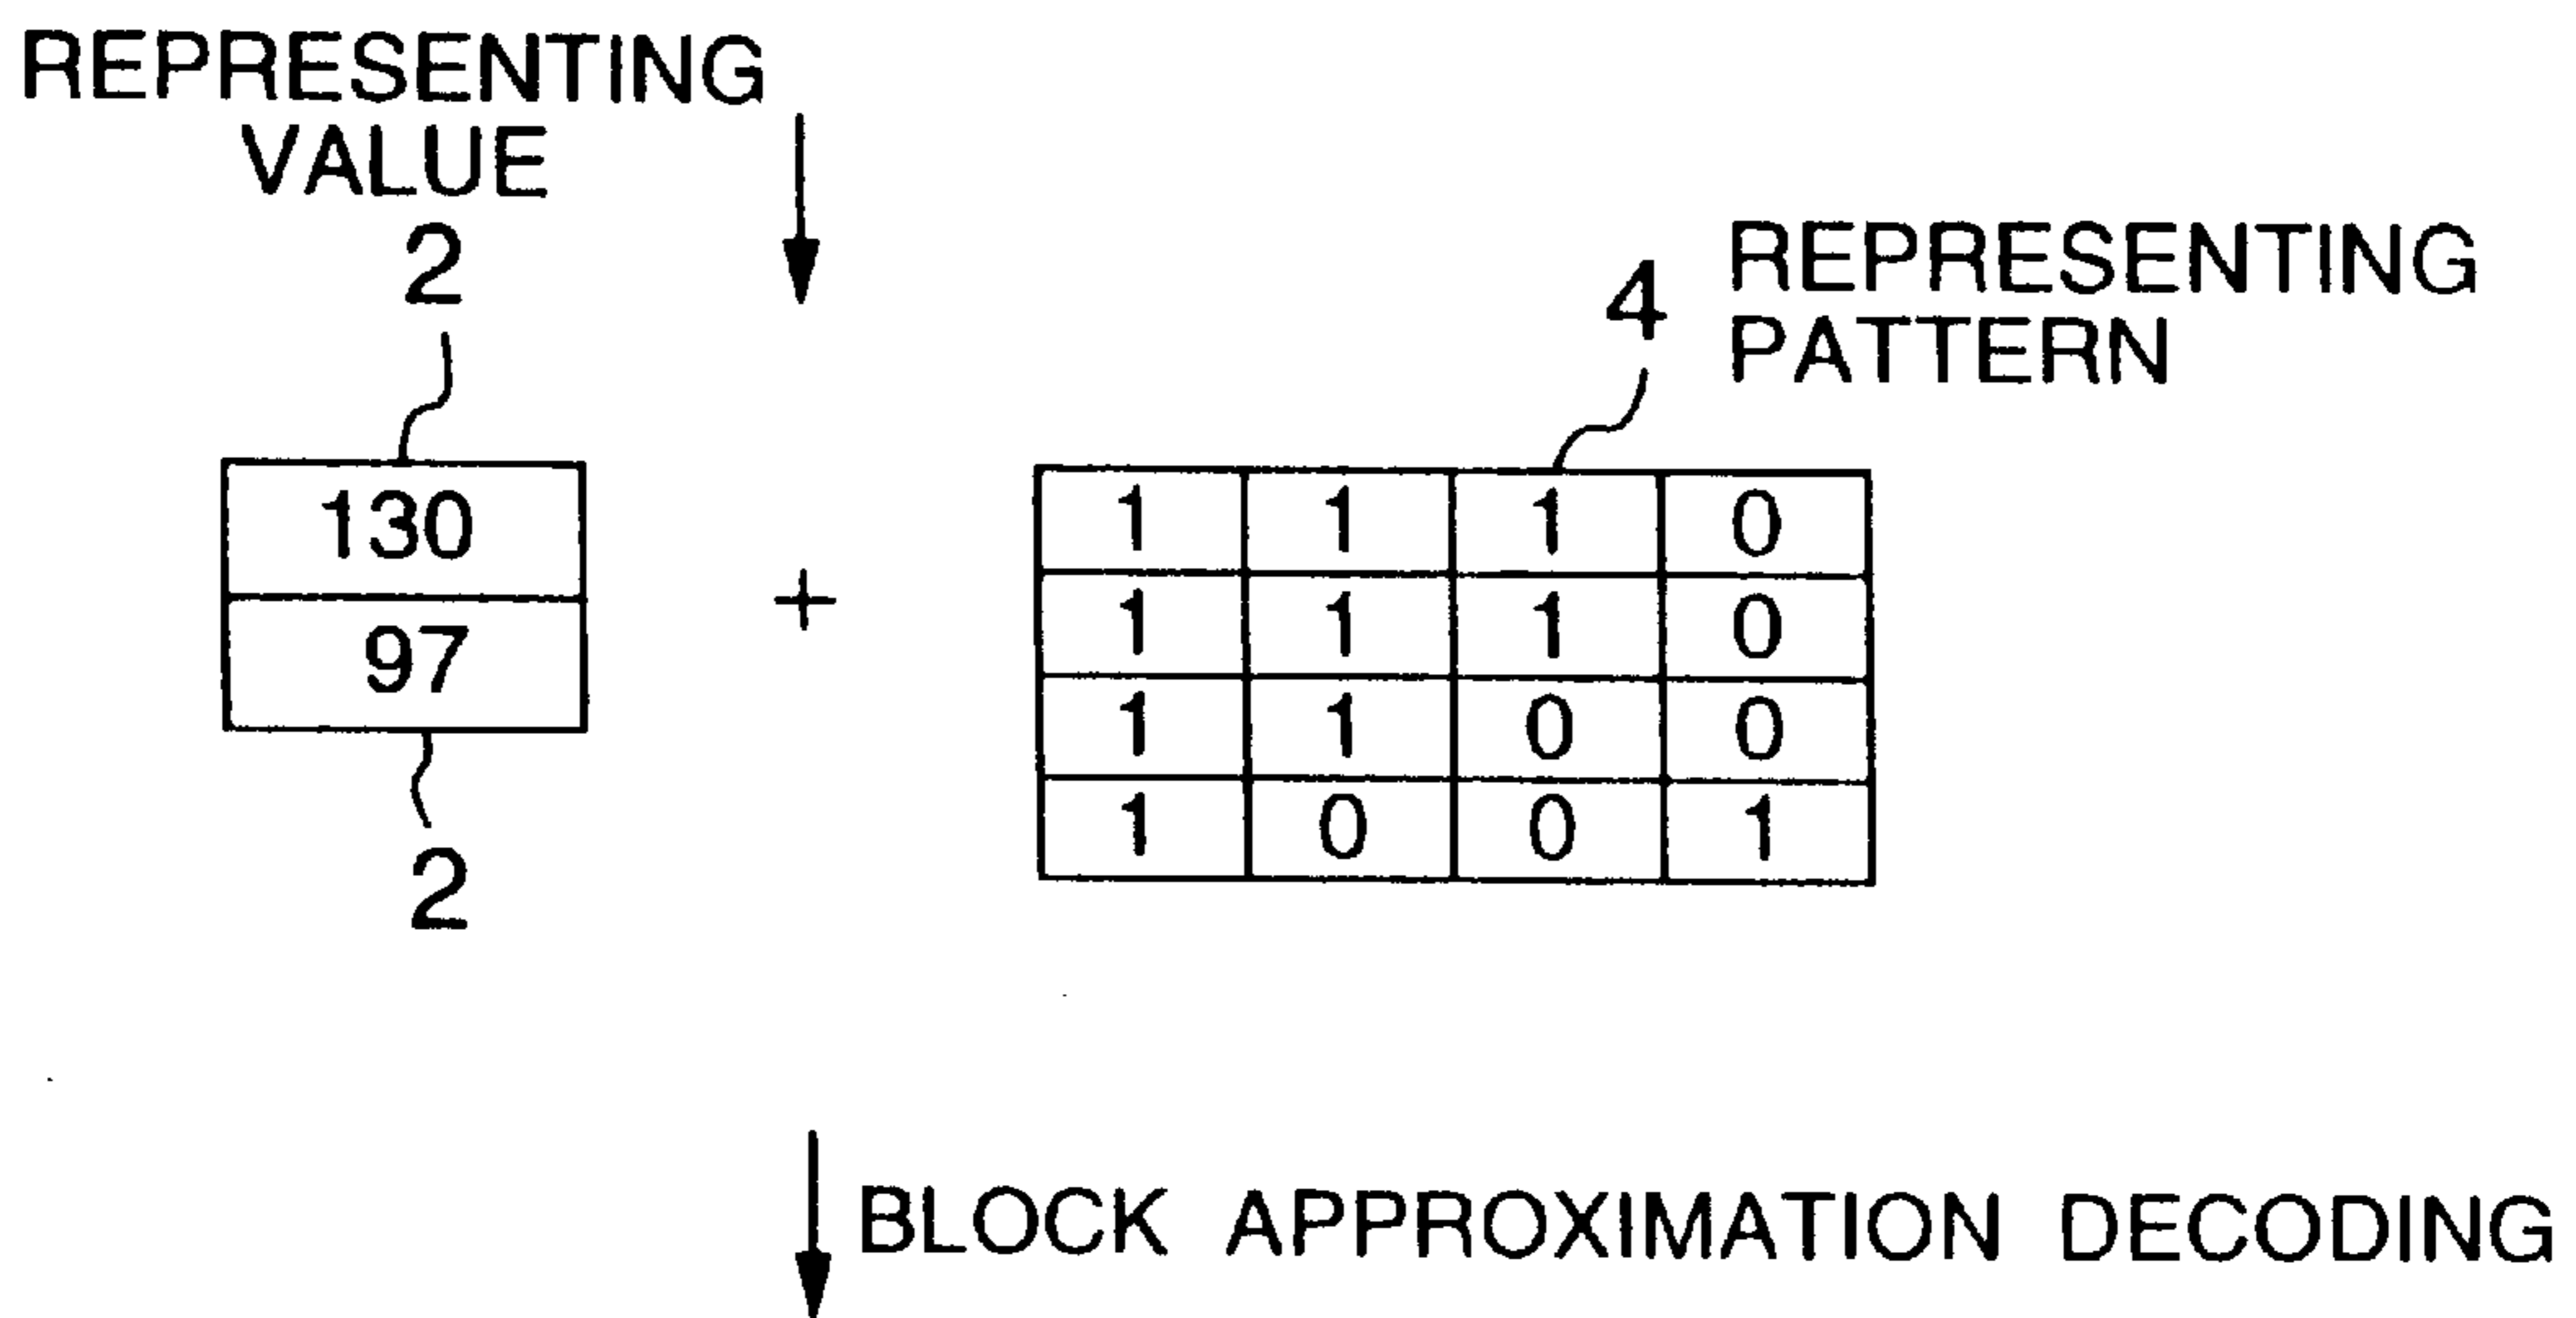 REPRESENTING
VALUE
2
4 REPRESENTING
PATTERN
130
97
+
1 1 1 0
1 1 1 0
1 1 0 0
1 0 0 1
2
BLOCK APPROXIMATION DECODING